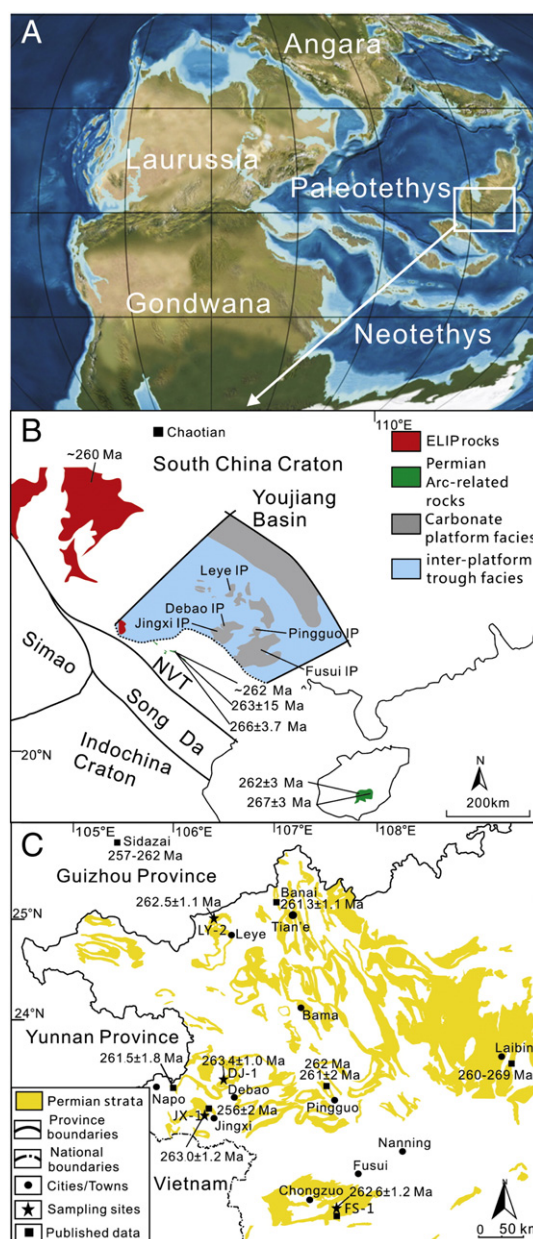 A
Angara
Laurussia
Paleotethys
Gondwana
Neotethys
B
110°E
Chaotian
~260 Ma
South China Craton
ELIP rocks
Permian
Arc-related
rocks
Carbonate
platform facies
inter-platform
trough facies
Youjiang
Basin
Leye IP
Debao IP
Jingxi IP
Pingguo IP
Fusui IP
Simao
NVT
Song Da
~262 Ma
263±15 Ma
266±3.7 Ma
20°N
Indochina
Craton
262±3 Ma
267±3 Ma
N
200km
C
105°E
106°E
107°E
108°E
Sidazai
257-262 Ma
Guizhou Province
Banai
262.5±1.1 Ma
261.3±1.1 Ma
25°N
LY-2
Leye
Tian'e
24°N
Bama
Yunnan Province
Laibin
261.5±1.8 Ma
263.4±1.0 Ma
262 Ma
DJ-1
261±2 Ma
260-269 Ma
Napo
Debao
JX-1
256±2 Ma
Pingguo
Jingxi
263.0±1.2 Ma
Nanning
Vietnam
Fusui
Chongzuo
262.6±1.2 Ma
FS-1
Permian strata
Province
boundaries
National
boundaries
Cities/Towns
Sampling sites
Published data
N
0 50 km